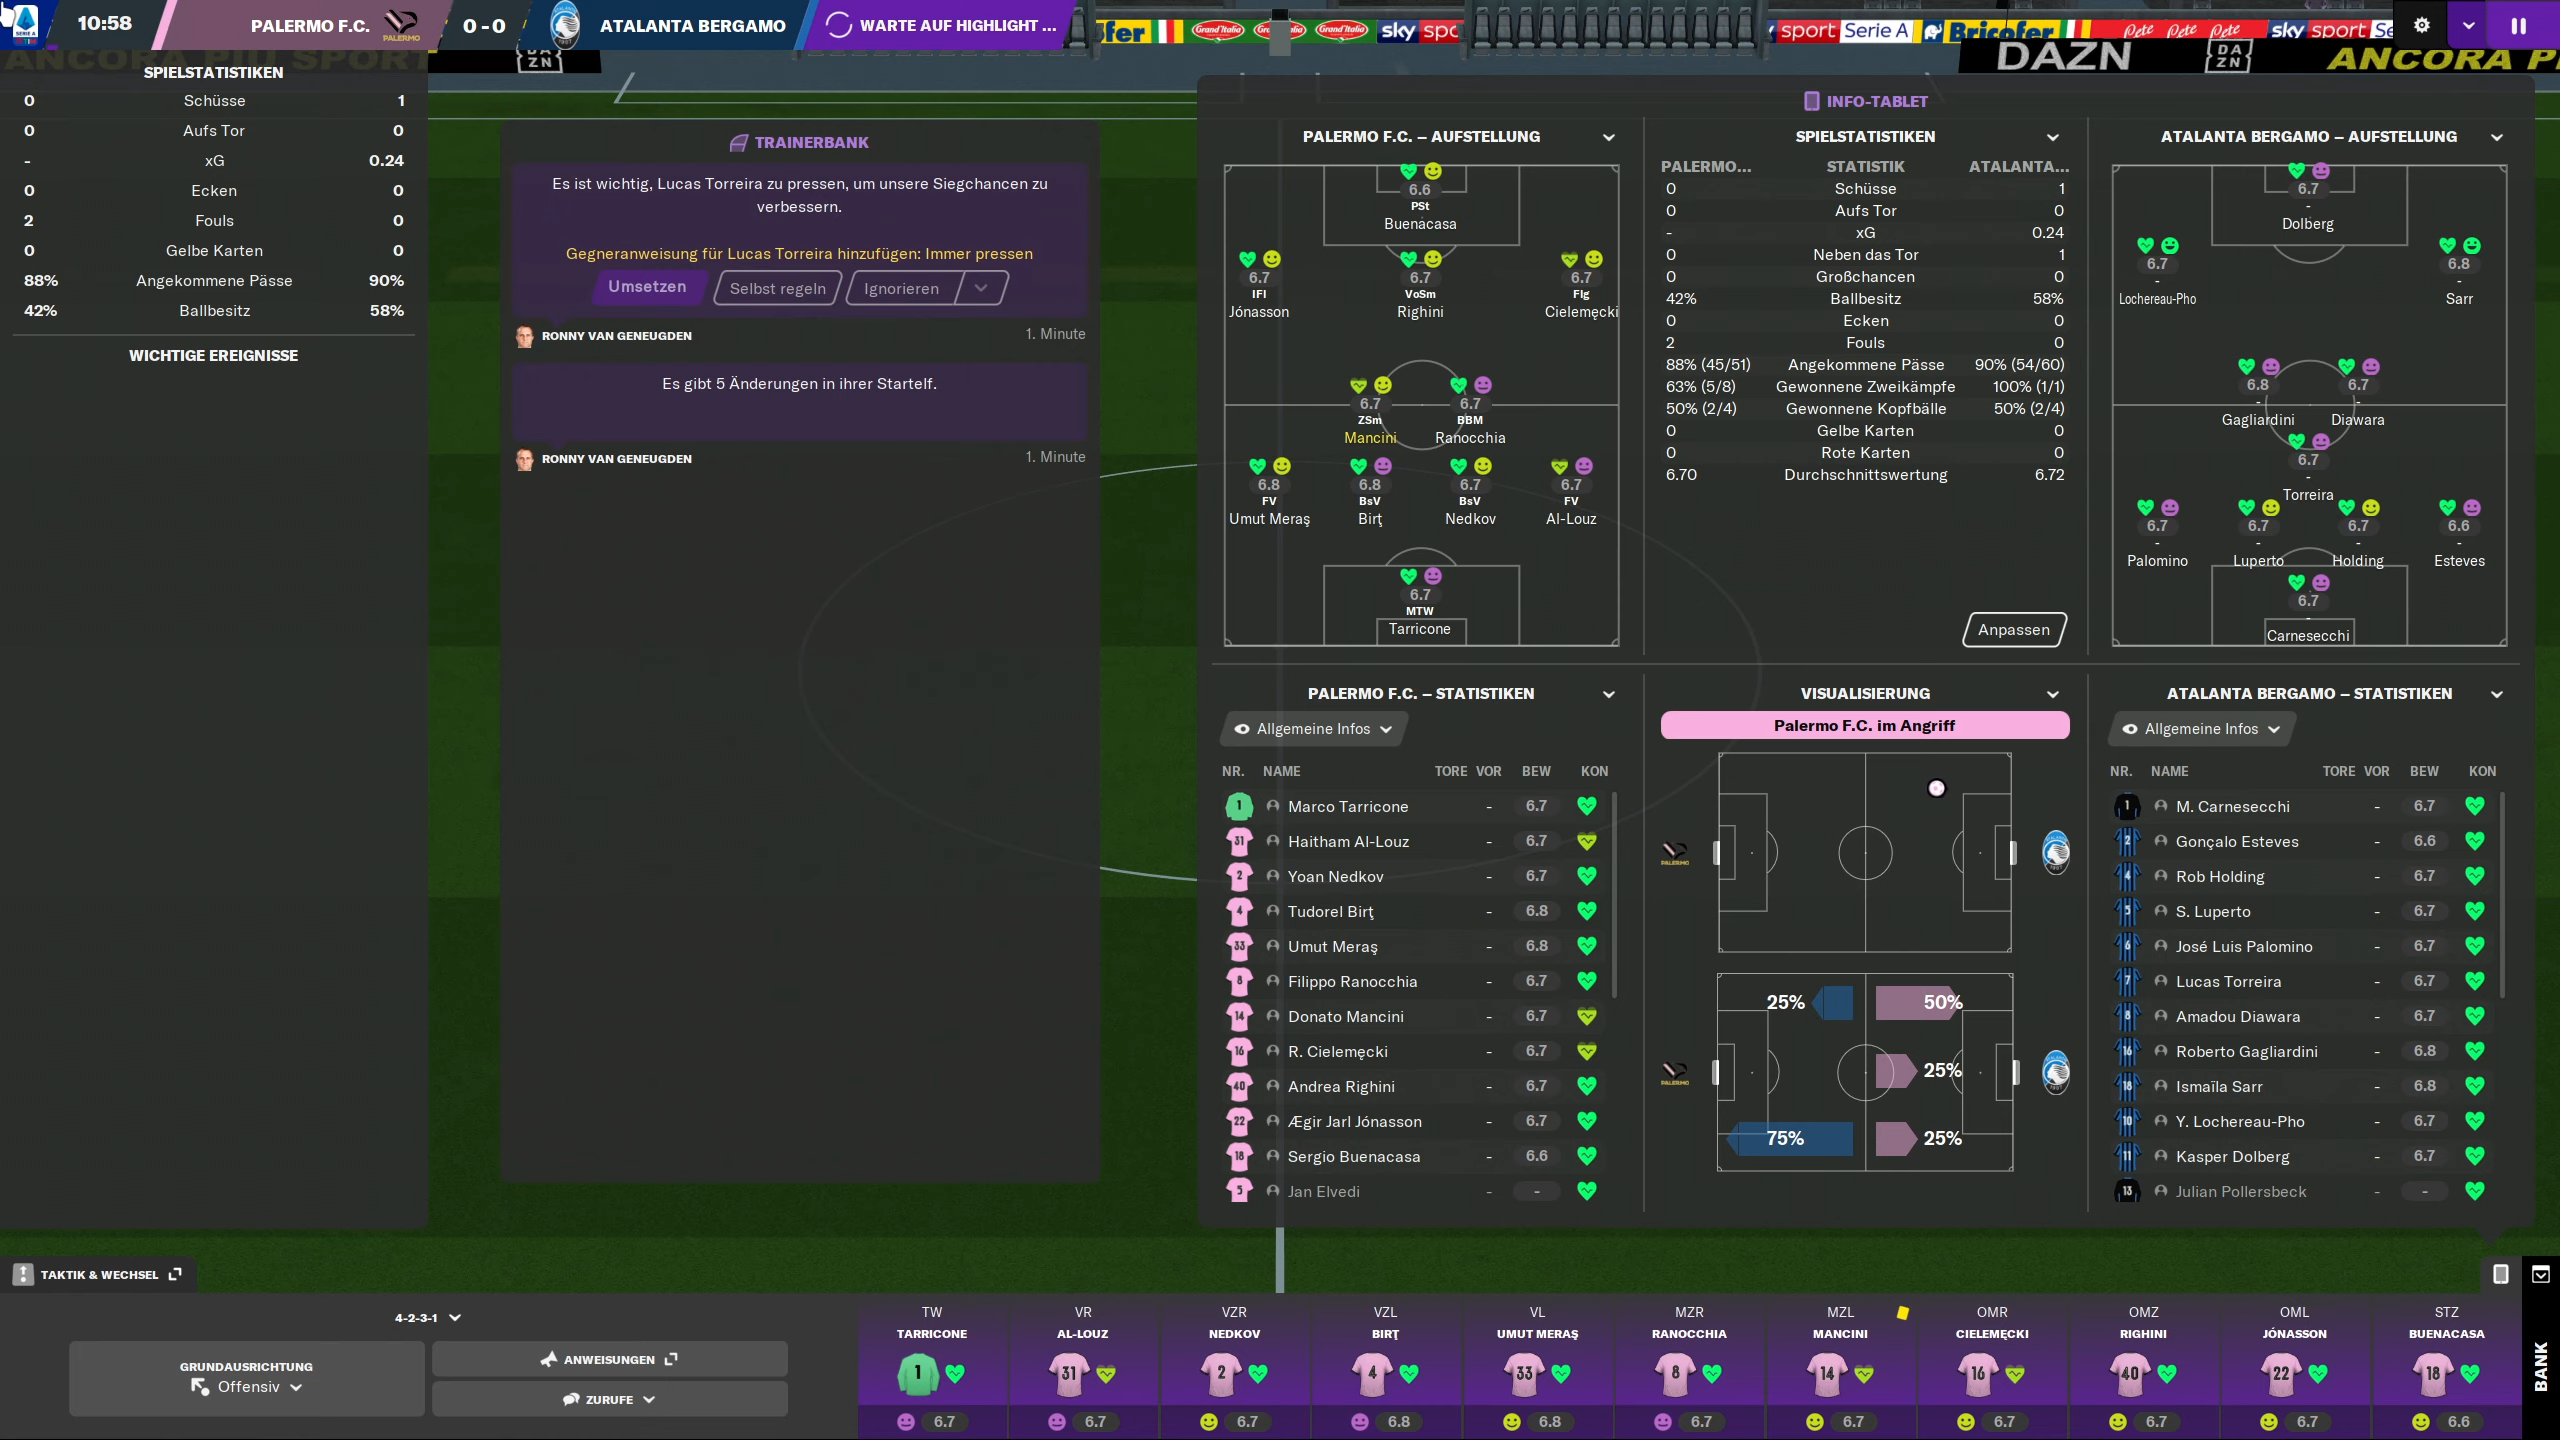 10:58
PALERMO F.C.
PALERMO
0 - 0
ATALANTA BERGAMO
WARTE AUF HIGHLIGHT ...
SPIELSTATISTIKEN
0 Schüsse 1
0 Aufs Tor 0
- xG 0.24
0 Ecken 0
2 Fouls 0
0 Gelbe Karten 0
88% Angekommene Pässe 90%
42% Ballbesitz 58%
WICHTIGE EREIGNISSE
TRAINERBANK
Es ist wichtig, Lucas Torreira zu pressen, um unsere Siegchancen zu
verbessern.
Gegneranweisung für Lucas Torreira hinzufügen: Immer pressen
Umsetzen
Selbst regeln
Ignorieren
RONNY VAN GENEUGDEN 1. Minute
Es gibt 5 Änderungen in ihrer Startelf.
RONNY VAN GENEUGDEN 1. Minute
sky sport Serie A
Bricofer
Pete Pete Pete
DAZN
DAZN
INFO-TABLET
PALERMO F.C. – AUFSTELLUNG
6.6
PSt
Buenacasa
6.7 6.7 6.7
IFl VoSm Flg
Jónasson Righini Cielemęcki
6.7 6.7
ZSm BBM
Mancini Ranocchia
6.8 6.8 6.7 6.7
FV BsV BsV FV
Umut Meraş Birţ Nedkov Al-Louz
6.7
MTW
Tarricone
SPIELSTATISTIKEN
PALERMO... STATISTIK ATALANTA...
0 Schüsse 1
0 Aufs Tor 0
- xG 0.24
0 Neben das Tor 1
0 Großchancen 0
42% Ballbesitz 58%
0 Ecken 0
2 Fouls 0
88% (45/51) Angekommene Pässe 90% (54/60)
63% (5/8) Gewonnene Zweikämpfe 100% (1/1)
50% (2/4) Gewonnene Kopfbälle 50% (2/4)
0 Gelbe Karten 0
0 Rote Karten 0
6.70 Durchschnittswertung 6.72
Anpassen
ATALANTA BERGAMO – AUFSTELLUNG
6.7
-
Dolberg
6.7 6.8
- -
Lochereau-Pho Sarr
6.8 6.7
- -
Gagliardini Diawara
6.7
-
Torreira
6.7 6.7 6.7 6.6
- - - -
Palomino Luperto Holding Esteves
6.7
-
Carnesecchi
PALERMO F.C. – STATISTIKEN
Allgemeine Infos
NR. NAME TORE VOR BEW KON
1 Marco Tarricone - 6.7
31 Haitham Al-Louz - 6.7
2 Yoan Nedkov - 6.7
4 Tudorel Birţ - 6.8
33 Umut Meraş - 6.8
8 Filippo Ranocchia - 6.7
14 Donato Mancini - 6.7
16 R. Cielemęcki - 6.7
40 Andrea Righini - 6.7
22 Ægir Jarl Jónasson - 6.7
18 Sergio Buenacasa - 6.6
5 Jan Elvedi - -
VISUALISIERUNG
Palermo F.C. im Angriff
PALERMO
25% 50%
PALERMO 25%
75% 25%
ATALANTA BERGAMO – STATISTIKEN
Allgemeine Infos
NR. NAME TORE VOR BEW KON
1 M. Carnesecchi - 6.7
2 Gonçalo Esteves - 6.6
4 Rob Holding - 6.7
5 S. Luperto - 6.7
6 José Luis Palomino - 6.7
7 Lucas Torreira - 6.7
8 Amadou Diawara - 6.7
16 Roberto Gagliardini - 6.8
18 Ismaïla Sarr - 6.8
10 Y. Lochereau-Pho - 6.7
11 Kasper Dolberg - 6.7
13 Julian Pollersbeck - -
TAKTIK & WECHSEL
4-2-3-1
GRUNDAUSRICHTUNG
Offensiv
ANWEISUNGEN
ZURUFE
TW VR VZR VZL VL MZR MZL OMR OMZ OML STZ
TARRICONE AL-LOUZ NEDKOV BIRŢ UMUT MERAŞ RANOCCHIA MANCINI CIELEMĘCKI RIGHINI JÓNASSON BUENACASA
1 31 2 4 33 8 14 16 40 22 18
6.7 6.7 6.7 6.8 6.8 6.7 6.7 6.7 6.7 6.7 6.6
BANK